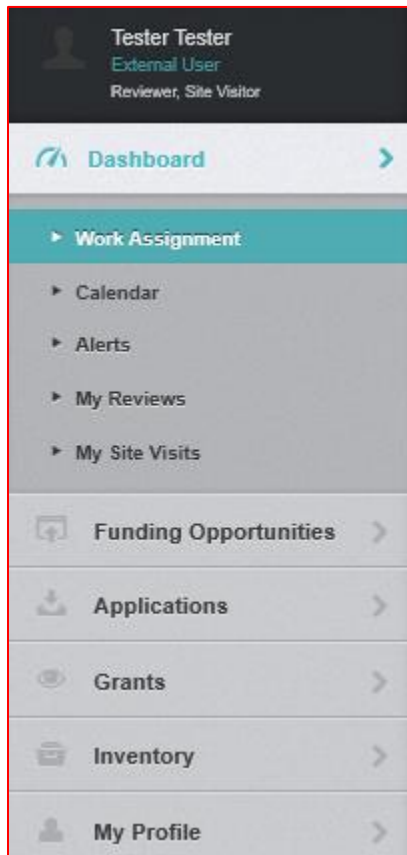 Tester Tester
External User
Reviewer, Site Visitor
Dashboard
Work Assignment
Calendar
Alerts
My Reviews
My Site Visits
Funding Opportunities
Applications
Grants
Inventory
My Profile